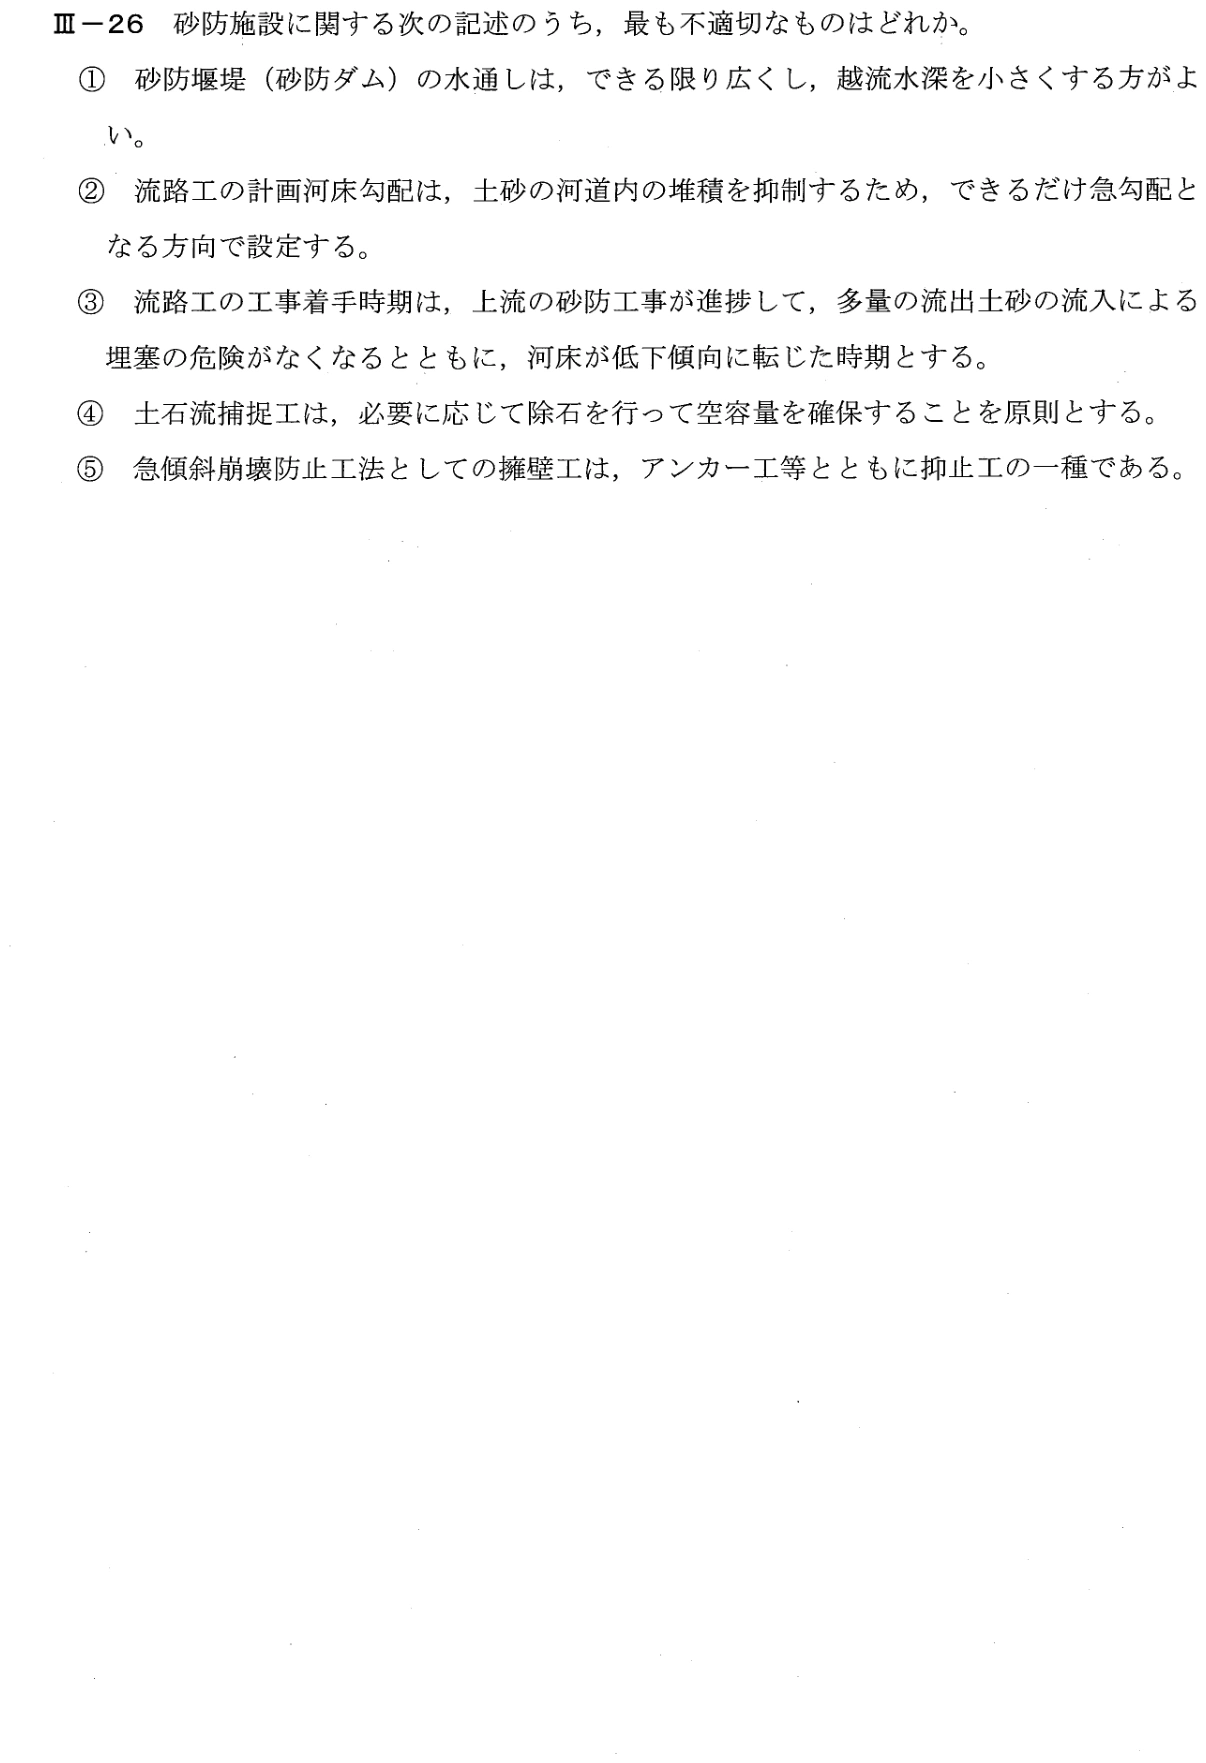 Ⅲ－26　砂防施設に関する次の記述のうち，最も不適切なものはどれか。
①　砂防堰堤（砂防ダム）の水通しは，できる限り広くし，越流水深を小さくする方がよ
い。
②　流路工の計画河床勾配は，土砂の河道内の堆積を抑制するため，できるだけ急勾配と
なる方向で設定する。
③　流路工の工事着手時期は，上流の砂防工事が進捗して，多量の流出土砂の流入による
埋塞の危険がなくなるとともに，河床が低下傾向に転じた時期とする。
④　土石流捕捉工は，必要に応じて除石を行って空容量を確保することを原則とする。
⑤　急傾斜崩壊防止工法としての擁壁工は，アンカー工等とともに抑止工の一種である。